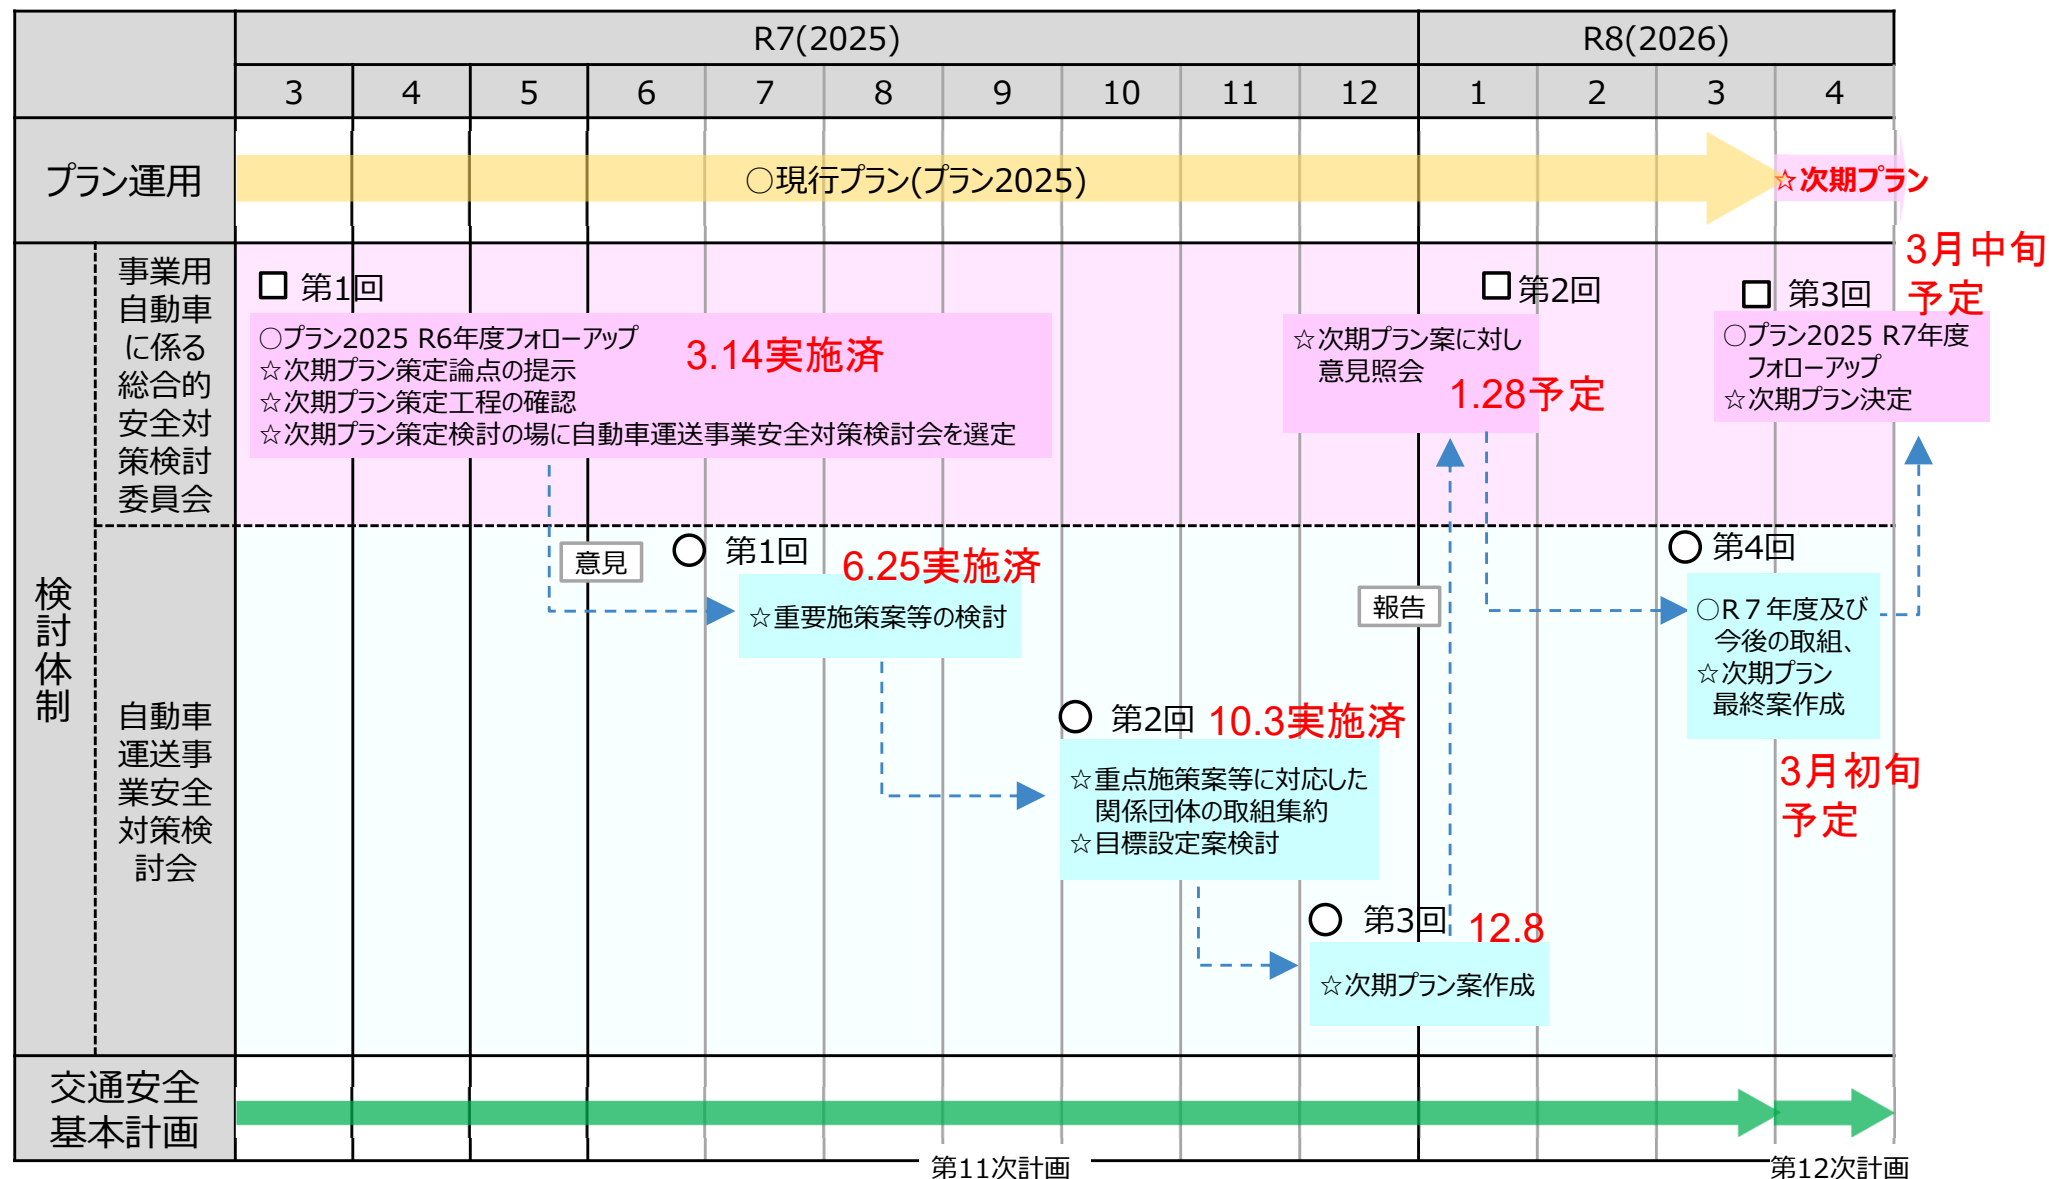 R7(2025)
R8(2026)
3
4
5
6
7
8
9
10
11
12
1
2
3
4
プラン運用
○現行プラン(プラン2025)
☆次期プラン
検討体制
事業用
自動車
に係る
総合的
安全対
策検討
委員会
□ 第1回
○プラン2025 R6年度フォローアップ
☆次期プラン策定論点の提示
☆次期プラン策定工程の確認
☆次期プラン策定検討の場に自動車運送事業安全対策検討会を選定
3.14実施済
□ 第2回
☆次期プラン案に対し
意見照会
1.28予定
□ 第3回
3月中旬
予定
○プラン2025 R7年度
フォローアップ
☆次期プラン決定
自動車
運送事
業安全
対策検
討会
意見
○ 第1回
6.25実施済
☆重要施策案等の検討
○ 第2回
10.3実施済
☆重点施策案等に対応した
関係団体の取組集約
☆目標設定案検討
○ 第3回
12.8
☆次期プラン案作成
報告
○ 第4回
○R7年度及び
今後の取組、
☆次期プラン
最終案作成
3月初旬
予定
交通安全
基本計画
第11次計画
第12次計画